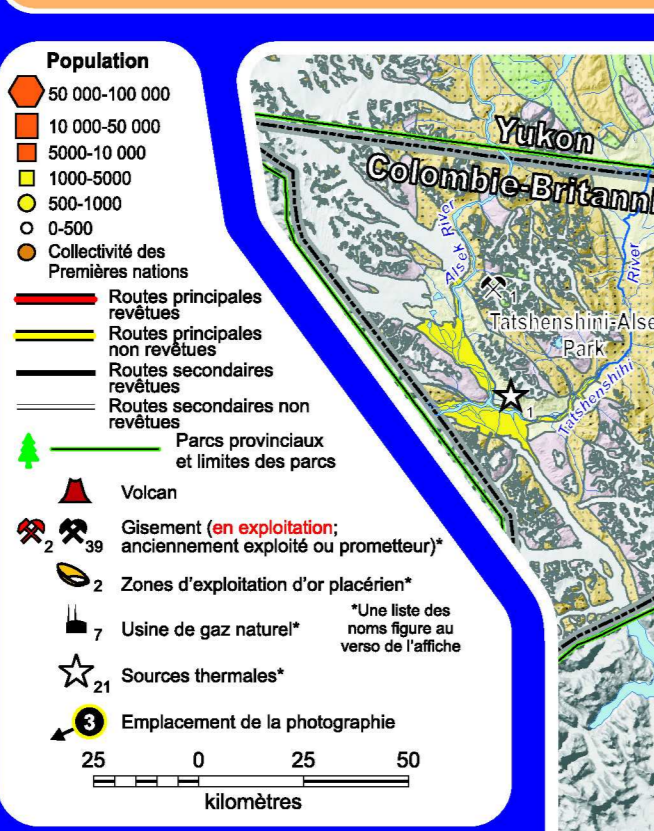 Population
50 000-100 000
10 000-50 000
5000-10 000
1000-5000
500-1000
0-500
Collectivité des
Premières nations
Routes principales
revêtues
Routes principales
non revêtues
Routes secondaires
revêtues
Routes secondaires non
revêtues
Parcs provinciaux
et limites des parcs
Volcan
2 39 Gisement (en exploitation;
anciennement exploité ou prometteur)*
2 Zones d'exploitation d'or placérien*
7 Usine de gaz naturel*
*Une liste des
noms figure au
verso de l'affiche
21 Sources thermales*
3 Emplacement de la photographie
25 0 25 50
kilomètres
Yukon
Colombie-Britanni
Alsek River
River
1
Tatshenshini-Alse
Park
1
Tatshenshihi